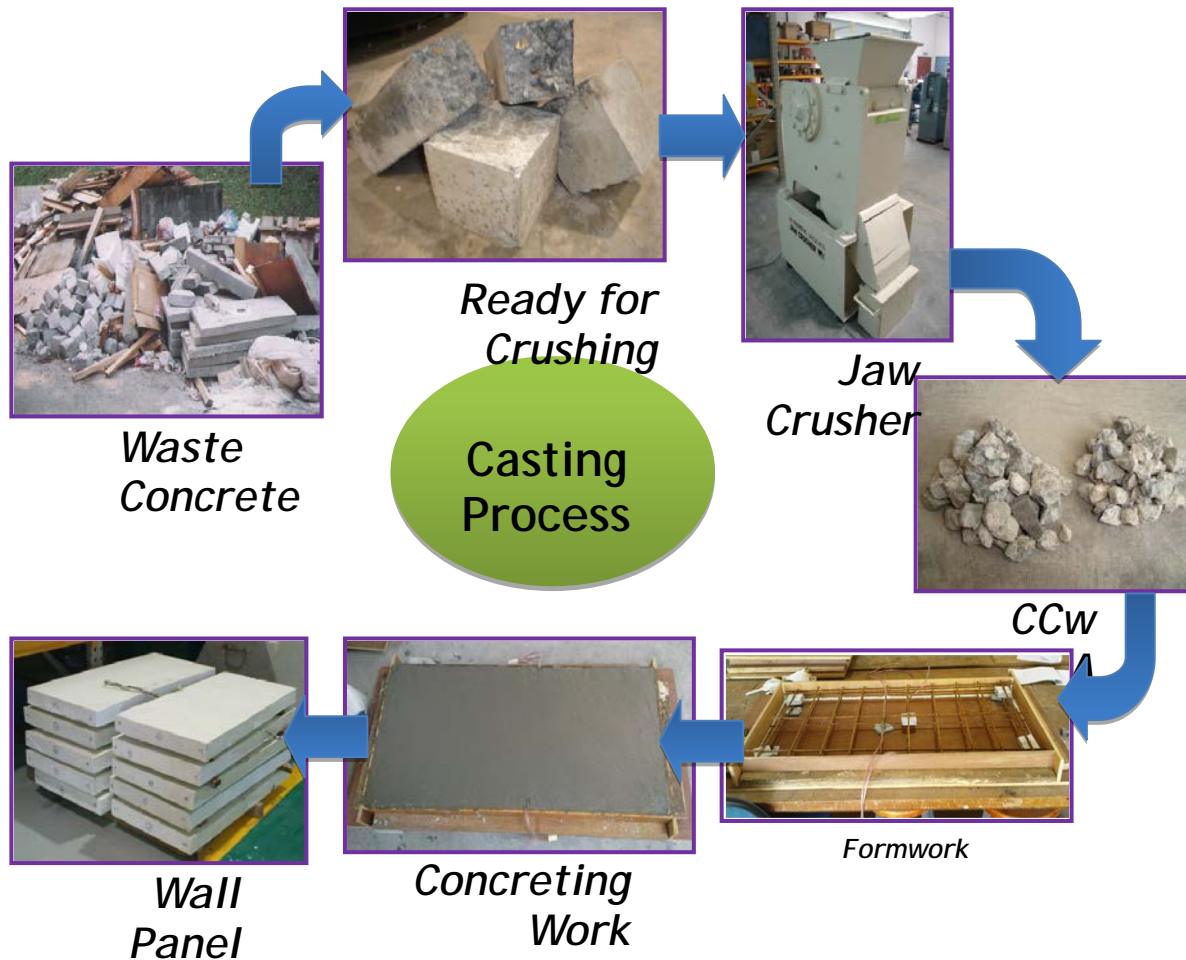 Waste
Concrete
Ready for
Crushing
Jaw
Crusher
CCw
Formwork
Concreting
Work
Wall
Panel
Casting
Process